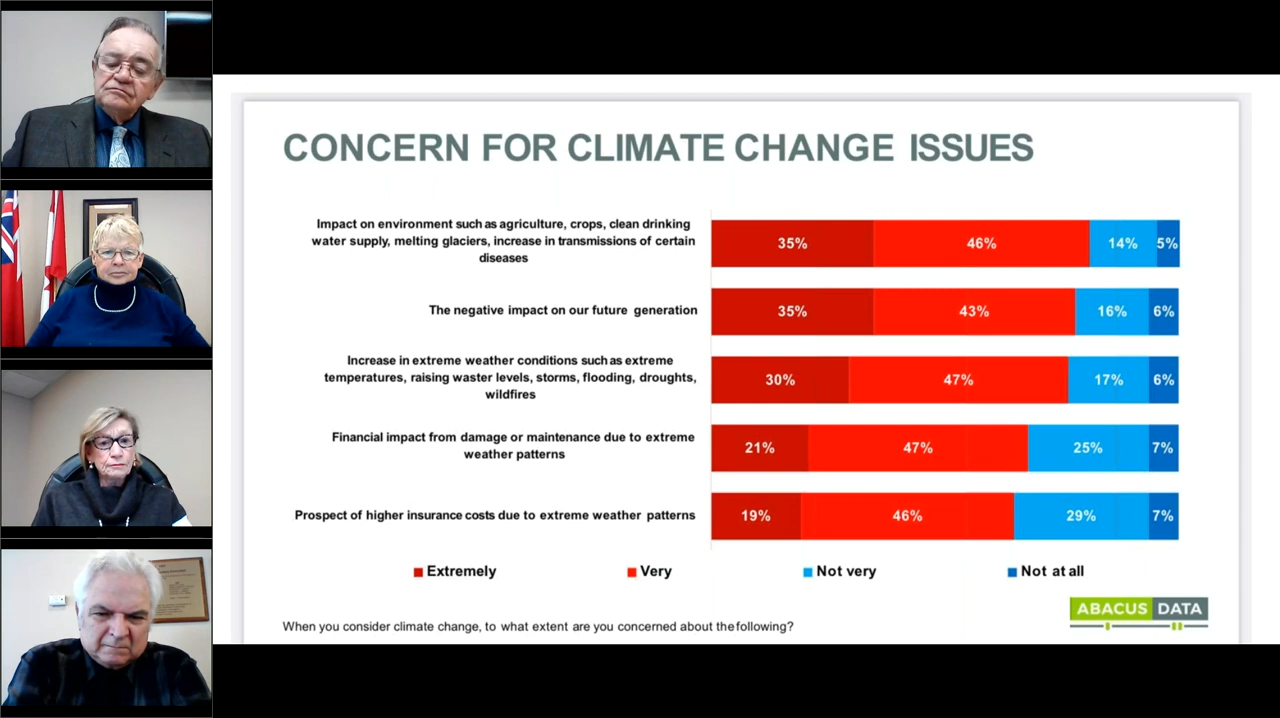 CONCERN FOR CLIMATE CHANGE ISSUES
Impact on environment such as agriculture, crops, clean drinking
water supply, melting glaciers, increase in transmissions of certain
diseases
35% 46% 14% 5%
The negative impact on our future generation
35% 43% 16% 6%
Increase in extreme weather conditions such as extreme
temperatures, raising waster levels, storms, flooding, droughts,
wildfires
30% 47% 17% 6%
Financial impact from damage or maintenance due to extreme
weather patterns
21% 47% 25% 7%
Prospect of higher insurance costs due to extreme weather patterns
19% 46% 29% 7%
Extremely Very Not very Not at all
When you consider climate change, to what extent are you concerned about the following?
ABACUS DATA